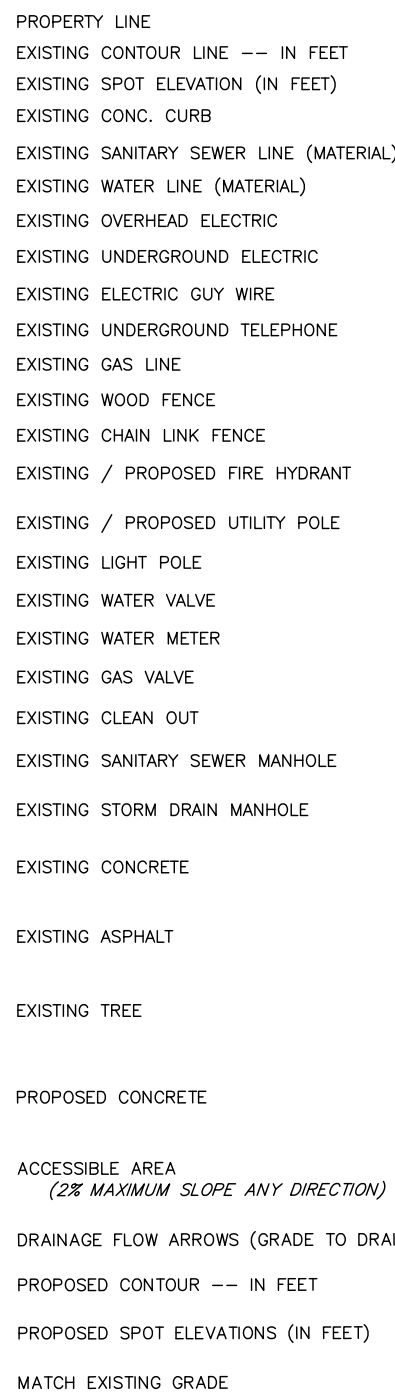 PROPERTY LINE
EXISTING CONTOUR LINE -- IN FEET
EXISTING SPOT ELEVATION (IN FEET)
EXISTING CONC. CURB
EXISTING SANITARY SEWER LINE (MATERIAL)
EXISTING WATER LINE (MATERIAL)
EXISTING OVERHEAD ELECTRIC
EXISTING UNDERGROUND ELECTRIC
EXISTING ELECTRIC GUY WIRE
EXISTING UNDERGROUND TELEPHONE
EXISTING GAS LINE
EXISTING WOOD FENCE
EXISTING CHAIN LINK FENCE
EXISTING / PROPOSED FIRE HYDRANT
EXISTING / PROPOSED UTILITY POLE
EXISTING LIGHT POLE
EXISTING WATER VALVE
EXISTING WATER METER
EXISTING GAS VALVE
EXISTING CLEAN OUT
EXISTING SANITARY SEWER MANHOLE
EXISTING STORM DRAIN MANHOLE
EXISTING CONCRETE
EXISTING ASPHALT
EXISTING TREE
PROPOSED CONCRETE
ACCESSIBLE AREA
(2% MAXIMUM SLOPE ANY DIRECTION)
DRAINAGE FLOW ARROWS (GRADE TO DRAI
PROPOSED CONTOUR -- IN FEET
PROPOSED SPOT ELEVATIONS (IN FEET)
MATCH EXISTING GRADE